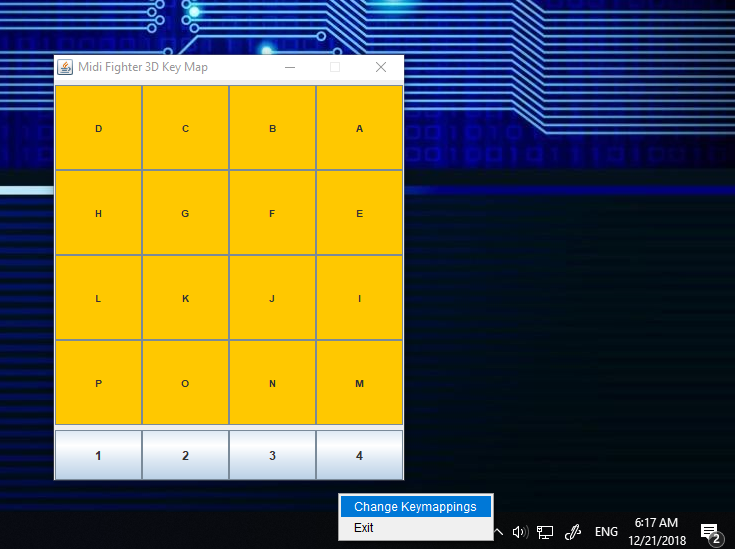 Midi Fighter 3D Key Map
D C B A
H G F E
L K J I
P O N M
1 2 3 4
Change Keymappings
Exit
ENG
6:17 AM
12/21/2018
2